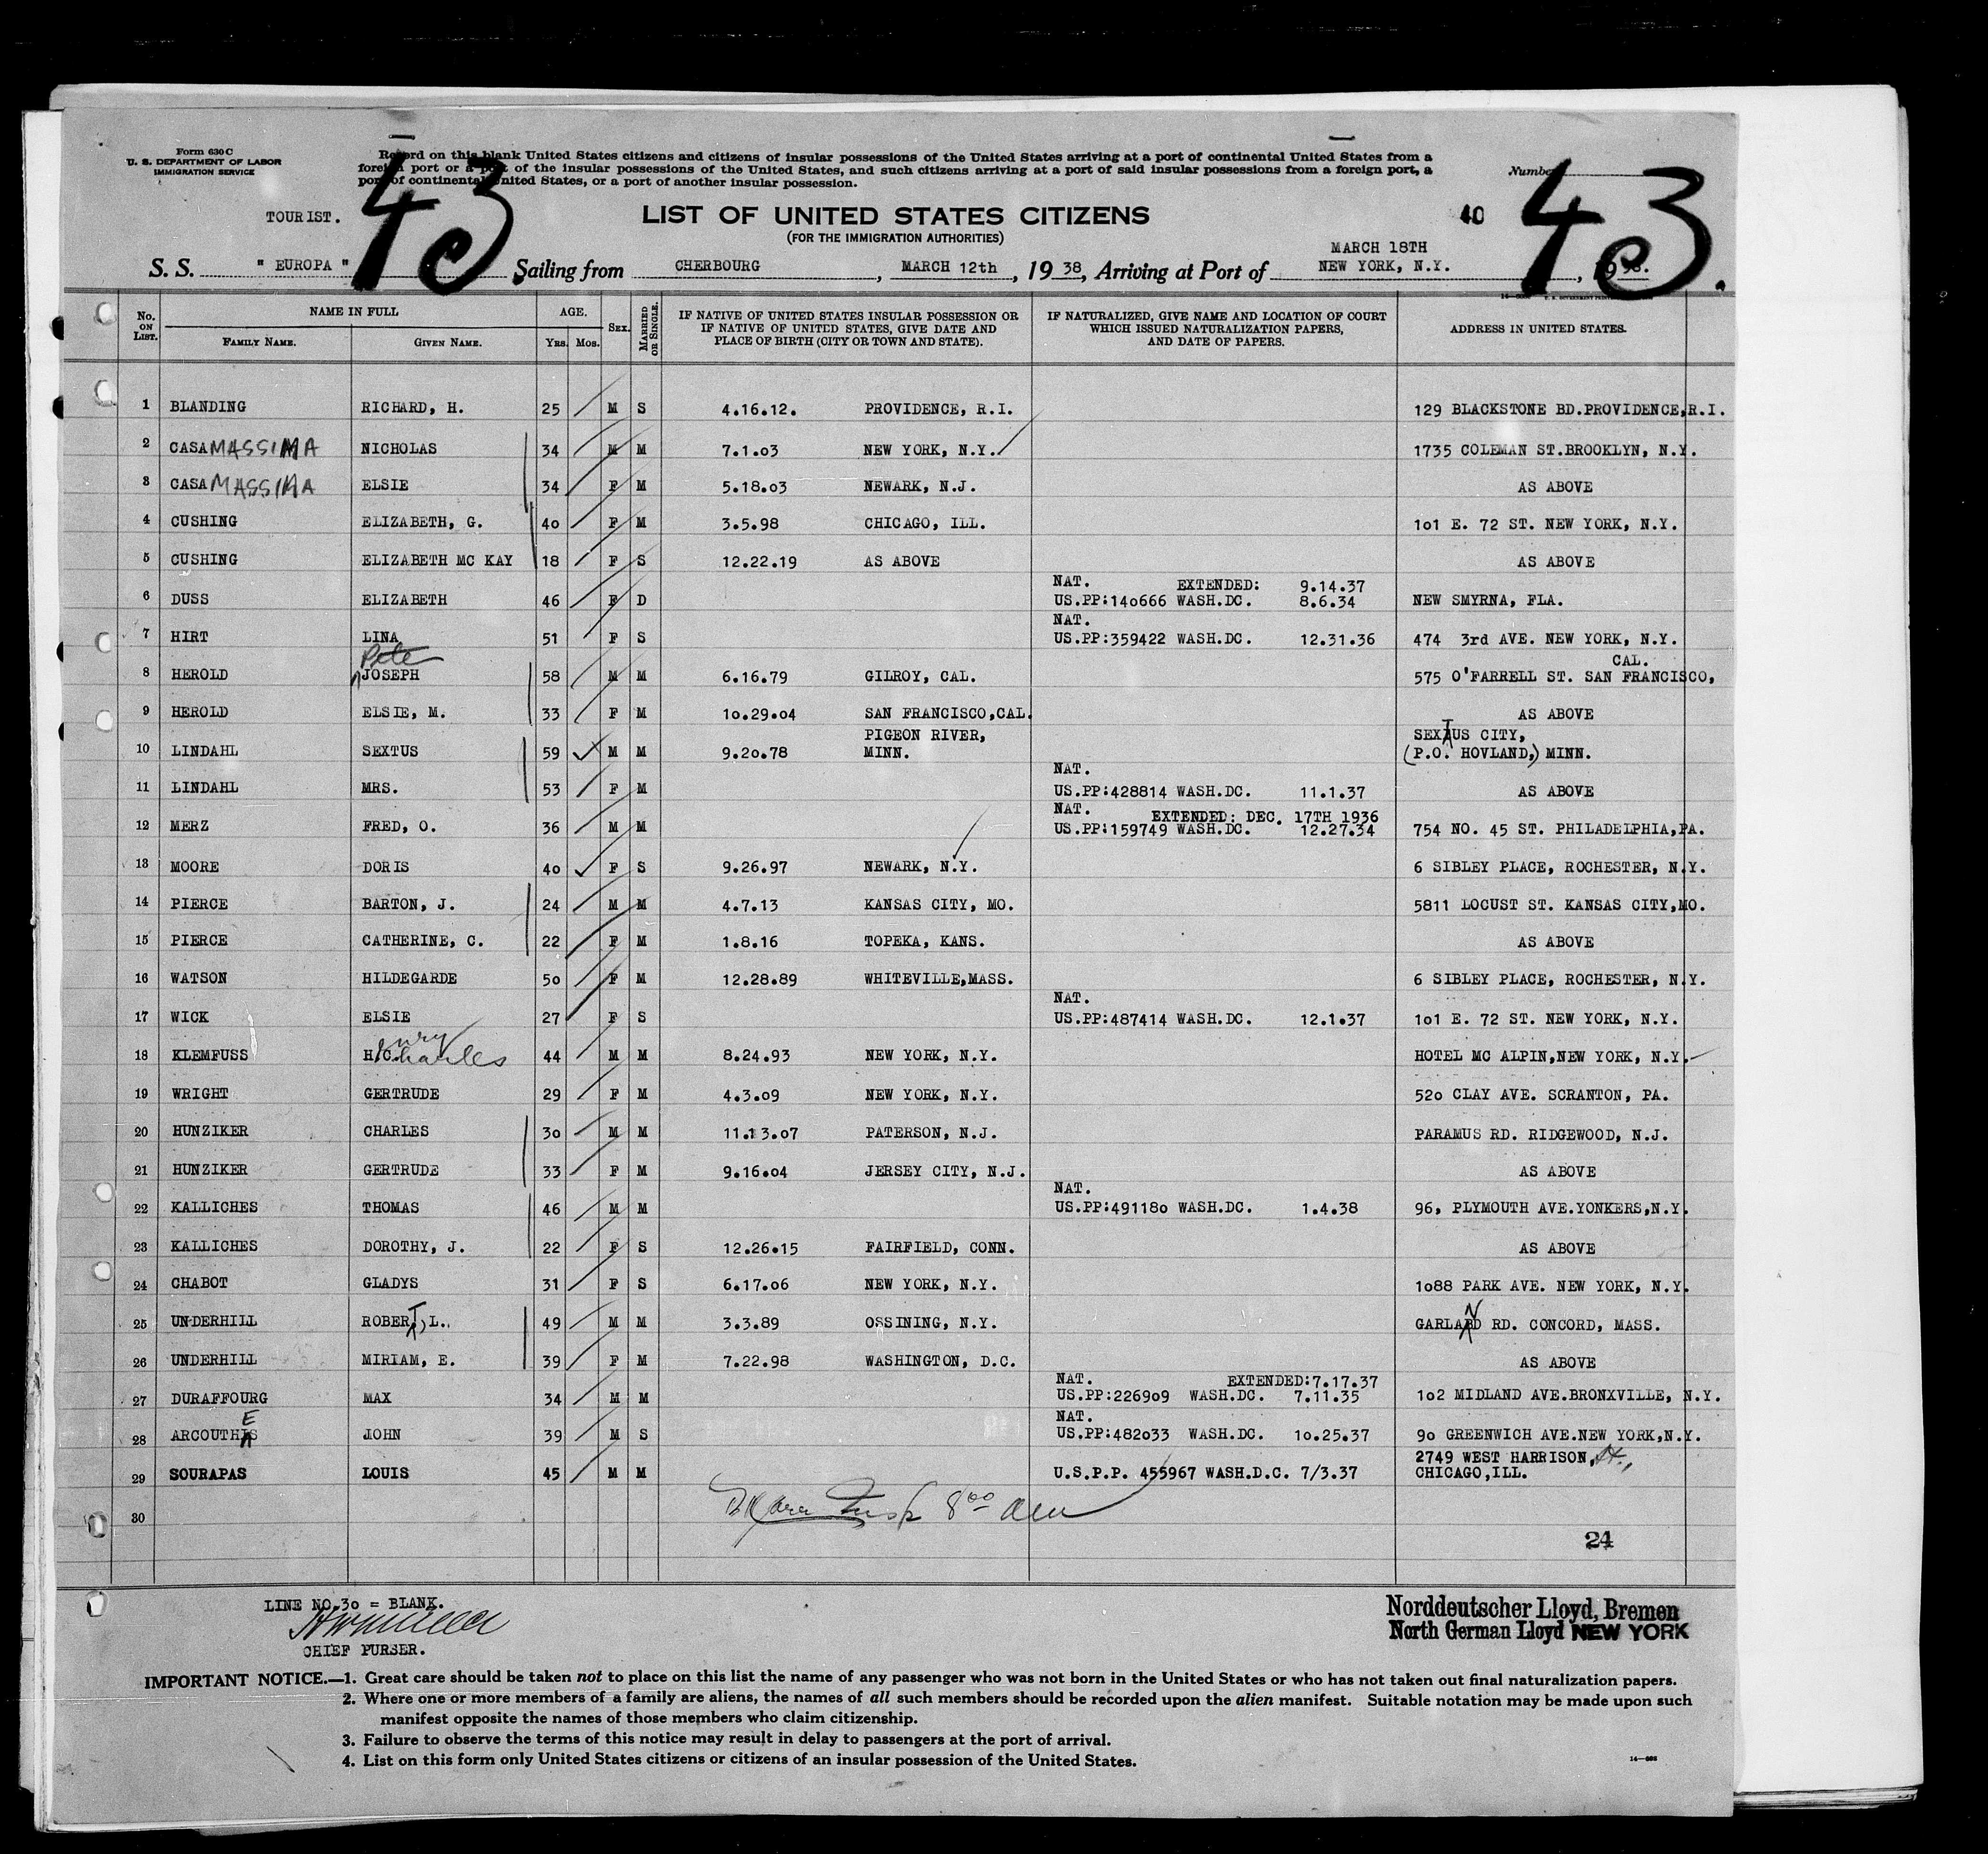 Form 630 C
U. S. DEPARTMENT OF LABOR
IMMIGRATION SERVICE
Record on this blank United States citizens and citizens of insular possessions of the United States arriving at a port of continental United States from a
foreign port or a port of the insular possessions of the United States, and such citizens arriving at a port of said insular possessions from a foreign port, a
port of continental United States, or a port of another insular possession.
Number
43 43.
TOURIST.
LIST OF UNITED STATES CITIZENS
40
(FOR THE IMMIGRATION AUTHORITIES)
MARCH 18TH
S. S. " EUROPA " Sailing from CHERBOURG, MARCH 12th, 1938, Arriving at Port of NEW YORK, N.Y., 1938.
No. ON LIST. NAME IN FULL FAMILY NAME. GIVEN NAME. AGE. YRS. MOS. SEX. MARRIED OR SINGLE. IF NATIVE OF UNITED STATES INSULAR POSSESSION OR IF NATIVE OF UNITED STATES, GIVE DATE AND PLACE OF BIRTH (CITY OR TOWN AND STATE). IF NATURALIZED, GIVE NAME AND LOCATION OF COURT WHICH ISSUED NATURALIZATION PAPERS, AND DATE OF PAPERS. ADDRESS IN UNITED STATES.
1 BLANDING RICHARD, H. 25 M S 4.16.12. PROVIDENCE, R.I. 129 BLACKSTONE BD.PROVIDENCE,R.I.
2 CASAMASSIMA NICHOLAS 34 M M 7.1.03 NEW YORK, N.Y. 1735 COLEMAN ST.BROOKLYN, N.Y.
3 CASAMASSIMA ELSIE 34 F M 5.18.03 NEWARK, N.J. AS ABOVE
4 CUSHING ELIZABETH, G. 40 F M 3.5.98 CHICAGO, ILL. 101 E. 72 ST. NEW YORK, N.Y.
5 CUSHING ELIZABETH MC KAY 18 F S 12.22.19 AS ABOVE AS ABOVE
NAT. EXTENDED: 9.14.37
6 DUSS ELIZABETH 46 F D US.PP:140666 WASH.DC. 8.6.34 NEW SMYRNA, FLA.
NAT.
7 HIRT LINA 51 F S US.PP:359422 WASH.DC. 12.31.36 474 3rd AVE. NEW YORK, N.Y.
Pete CAL.
8 HEROLD JOSEPH 58 M M 6.16.79 GILROY, CAL. 575 O'FARRELL ST. SAN FRANCISCO,
9 HEROLD ELSIE, M. 33 F M 10.29.04 SAN FRANCISCO,CAL. AS ABOVE
PIGEON RIVER, SEXTUS CITY,
10 LINDAHL SEXTUS 59 M M 9.20.78 MINN. (P.O. HOVLAND,) MINN.
NAT.
11 LINDAHL MRS. 53 F M US.PP:428814 WASH.DC. 11.1.37 AS ABOVE
NAT. EXTENDED: DEC. 17TH 1936
12 MERZ FRED, O. 36 M M US.PP:159749 WASH.DC. 12.27.34 754 NO. 45 ST. PHILADELPHIA,PA.
13 MOORE DORIS 40 F S 9.26.97 NEWARK, N.Y. 6 SIBLEY PLACE, ROCHESTER, N.Y.
14 PIERCE BARTON, J. 24 M M 4.7.13 KANSAS CITY, MO. 5811 LOCUST ST. KANSAS CITY,MO.
15 PIERCE CATHERINE, C. 22 F M 1.8.16 TOPEKA, KANS. AS ABOVE
16 WATSON HILDEGARDE 50 F M 12.28.89 WHITEVILLE,MASS. 6 SIBLEY PLACE, ROCHESTER, N.Y.
NAT.
17 WICK ELSIE 27 F S US.PP:487414 WASH.DC. 12.1.37 101 E. 72 ST. NEW YORK, N.Y.
18 KLEMFUSS H.C. Henry Charles 44 M M 8.24.93 NEW YORK, N.Y. HOTEL MC ALPIN,NEW YORK, N.Y.
19 WRIGHT GERTRUDE 29 F M 4.3.09 NEW YORK, N.Y. 520 CLAY AVE. SCRANTON, PA.
20 HUNZIKER CHARLES 30 M M 11.13.07 PATERSON, N.J. PARAMUS RD. RIDGEWOOD, N.J.
21 HUNZIKER GERTRUDE 33 F M 9.16.04 JERSEY CITY, N.J. AS ABOVE
NAT.
22 KALLICHES THOMAS 46 M M US.PP:491180 WASH.DC. 1.4.38 96, PLYMOUTH AVE.YONKERS,N.Y.
23 KALLICHES DOROTHY, J. 22 F S 12.26.15 FAIRFIELD, CONN. AS ABOVE
24 CHABOT GLADYS 31 F S 6.17.06 NEW YORK, N.Y. 1088 PARK AVE. NEW YORK, N.Y.
25 UNDERHILL ROBERT, L. 49 M M 3.3.89 OSSINING, N.Y. GARLAND RD. CONCORD, MASS.
26 UNDERHILL MIRIAM, E. 39 F M 7.22.98 WASHINGTON, D.C. AS ABOVE
NAT. EXTENDED:7.17.37
27 DURAFFOURG MAX 34 M M US.PP:226909 WASH.DC. 7.11.35 102 MIDLAND AVE.BRONXVILLE, N.Y.
NAT.
28 ARCOUTHES JOHN 39 M S US.PP:482033 WASH.DC. 10.25.37 90 GREENWICH AVE.NEW YORK,N.Y.
2749 WEST HARRISON, St.,
29 SOURAPAS LOUIS 45 M M U.S.P.P. 455967 WASH.D.C. 7/3.37 CHICAGO,ILL.
30
8 00
24
LINE NO.30 = BLANK.
CHIEF PURSER.
Norddeutscher Lloyd, Bremen
North German Lloyd NEW YORK
IMPORTANT NOTICE.—1. Great care should be taken not to place on this list the name of any passenger who was not born in the United States or who has not taken out final naturalization papers.
2. Where one or more members of a family are aliens, the names of all such members should be recorded upon the alien manifest. Suitable notation may be made upon such
manifest opposite the names of those members who claim citizenship.
3. Failure to observe the terms of this notice may result in delay to passengers at the port of arrival.
4. List on this form only United States citizens or citizens of an insular possession of the United States.